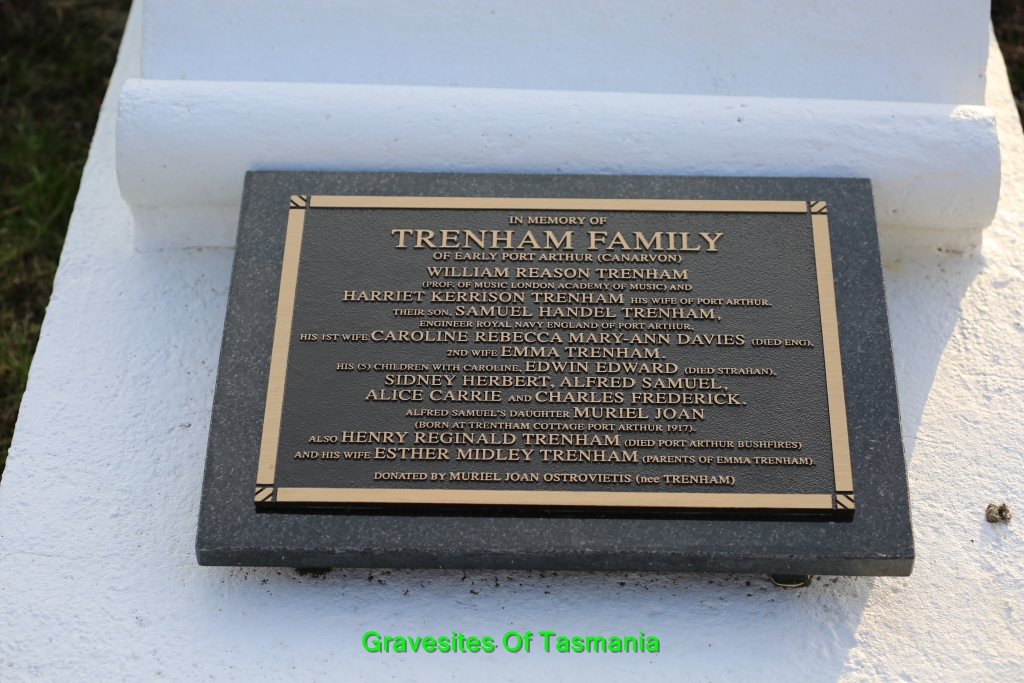 IN MEMORY OF
TRENHAM FAMILY
OF EARLY PORT ARTHUR (CANARVON)
WILLIAM REASON TRENHAM
(PROF. OF MUSIC LONDON ACADEMY OF MUSIC) AND
HARRIET KERRISON TRENHAM HIS WIFE OF PORT ARTHUR.
THEIR SON, SAMUEL HANDEL TRENHAM,
ENGINEER ROYAL NAVY ENGLAND OF PORT ARTHUR,
HIS 1ST WIFE CAROLINE REBECCA MARY-ANN DAVIES (DIED ENG),
2ND WIFE EMMA TRENHAM.
HIS (5) CHILDREN WITH CAROLINE, EDWIN EDWARD (DIED STRAHAN),
SIDNEY HERBERT, ALFRED SAMUEL,
ALICE CARRIE AND CHARLES FREDERICK.
ALFRED SAMUEL'S DAUGHTER MURIEL JOAN
(BORN AT TRENTHAM COTTAGE PORT ARTHUR 1917).
ALSO HENRY REGINALD TRENHAM (DIED PORT ARTHUR BUSHFIRES)
AND HIS WIFE ESTHER MIDLEY TRENHAM (PARENTS OF EMMA TRENHAM).
DONATED BY MURIEL JOAN OSTROVIETIS (nee TRENHAM)
Gravesites Of Tasmania